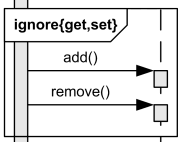 ignore{get,set}
add()
remove()